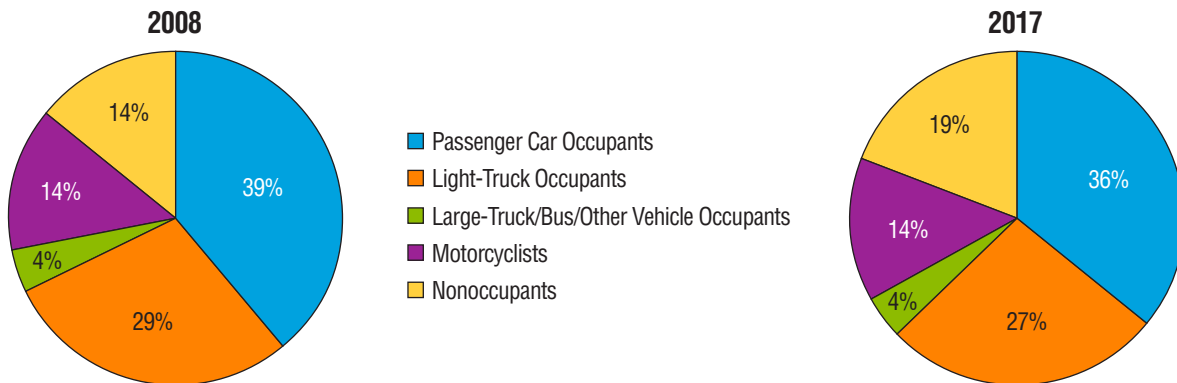 2008
39%
29%
4%
14%
14%
Passenger Car Occupants
Light-Truck Occupants
Large-Truck/Bus/Other Vehicle Occupants
Motorcyclists
Nonoccupants
2017
36%
27%
4%
14%
19%